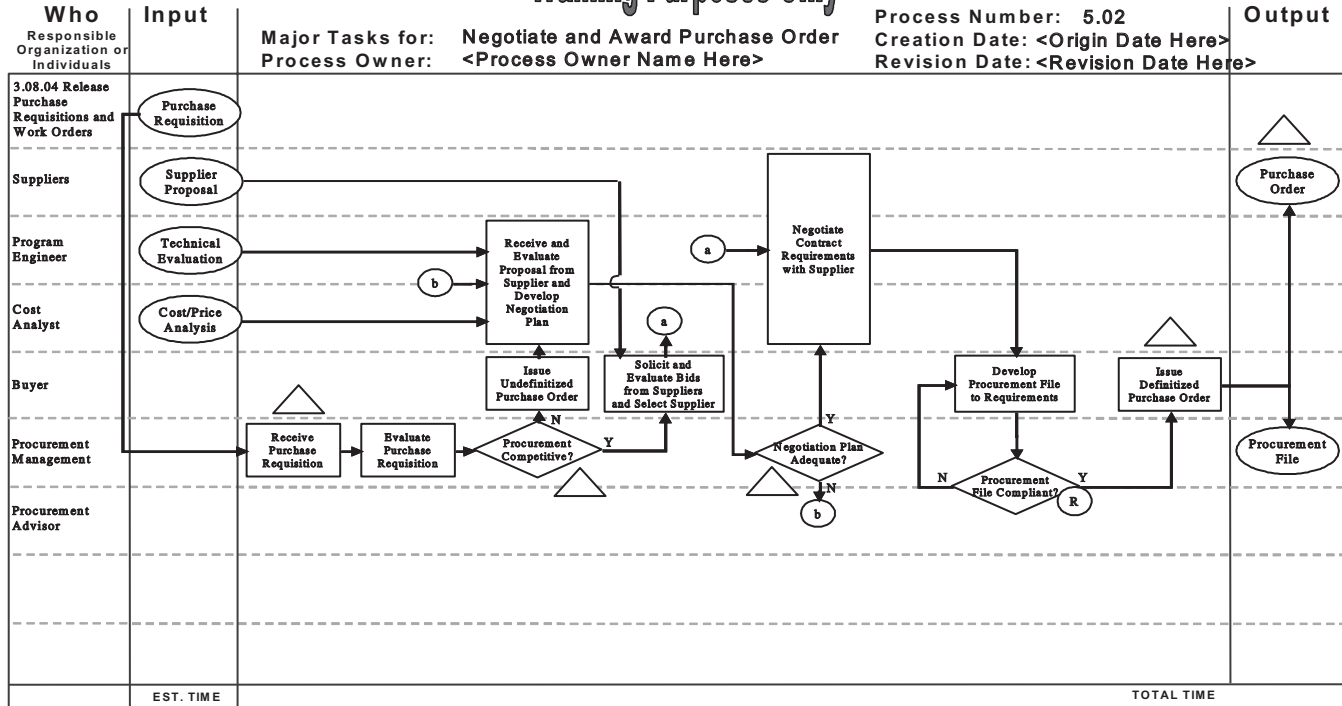 Training Purposes Only
Who
Responsible
Organization or
Individuals
Input
Major Tasks for: Negotiate and Award Purchase Order
Process Owner: <Process Owner Name Here>
Process Number: 5.02
Creation Date: <Origin Date Here>
Revision Date: <Revision Date Here>
Output
3.08.04 Release
Purchase
Requisitions and
Work Orders
Purchase
Requisition
Suppliers
Supplier
Proposal
Purchase
Order
Program
Engineer
Technical
Evaluation
Receive and
Evaluate
Proposal from
Supplier and
Develop
Negotiation
Plan
b
a
Negotiate
Contract
Requirements
with Supplier
Cost
Analyst
Cost/Price
Analysis
a
Buyer
Issue
Undefinitized
Purchase Order
Solicit and
Evaluate Bids
from Suppliers
and Select Supplier
Develop
Procurement File
to Requirements
Issue
Definitized
Purchase Order
Procurement
Management
Receive
Purchase
Requisition
Evaluate
Purchase
Requisition
Procurement
Competitive?
N
Y
Negotiation Plan
Adequate?
Y
N
b
Procurement
File Compliant?
N
Y
R
Procurement
File
Procurement
Advisor
EST. TIME
TOTAL TIME